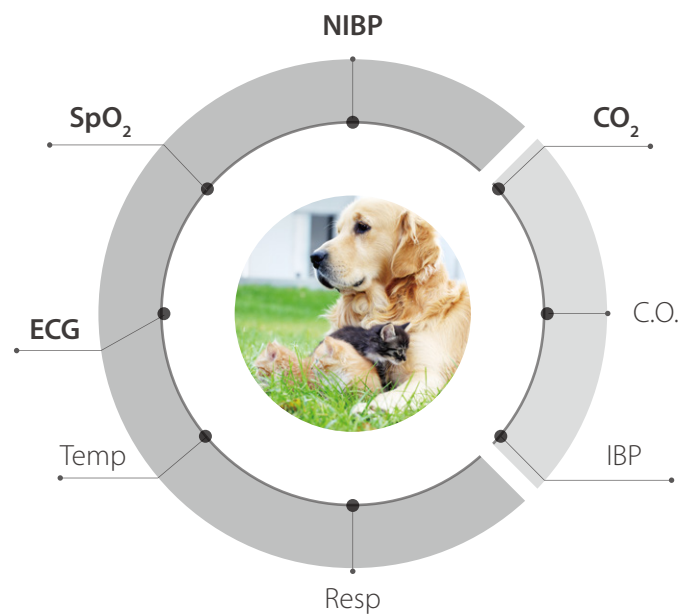 NIBP
SpO₂
CO₂
ECG
C.O.
Temp
IBP
Resp